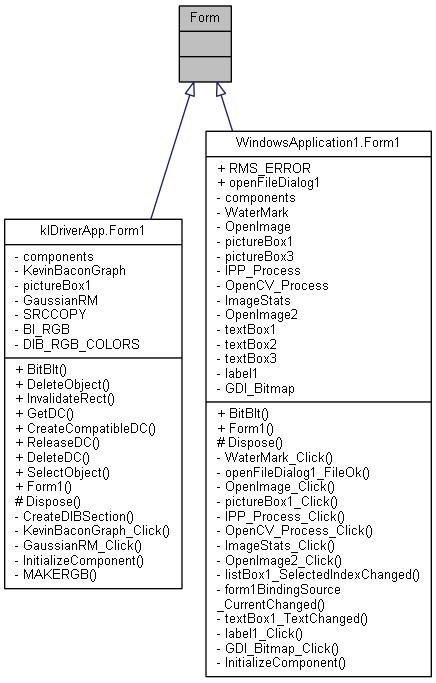 Form
WindowsApplication1.Form1
+ RMS_ERROR
+ openFileDialog1
- components
- WaterMark
- OpenImage
- pictureBox1
- pictureBox3
- IPP_Process
- OpenCV_Process
- ImageStats
- OpenImage2
- textBox1
- textBox2
- textBox3
- label1
- GDI_Bitmap
+ BitBlt()
+ Form1()
# Dispose()
- WaterMark_Click()
- openFileDialog1_FileOk()
- OpenImage_Click()
- pictureBox1_Click()
- IPP_Process_Click()
- OpenCV_Process_Click()
- ImageStats_Click()
- OpenImage2_Click()
- listBox1_SelectedIndexChanged()
- form1BindingSource
_CurrentChanged()
- textBox1_TextChanged()
- label1_Click()
- GDI_Bitmap_Click()
- InitializeComponent()
klDriverApp.Form1
- components
- KevinBaconGraph
- pictureBox1
- GaussianRM
- SRCCOPY
- BI_RGB
- DIB_RGB_COLORS
+ BitBlt()
+ DeleteObject()
+ InvalidateRect()
+ GetDC()
+ CreateCompatibleDC()
+ ReleaseDC()
+ DeleteDC()
+ SelectObject()
+ Form1()
# Dispose()
- CreateDIBSection()
- KevinBaconGraph_Click()
- GaussianRM_Click()
- InitializeComponent()
- MAKERGB()